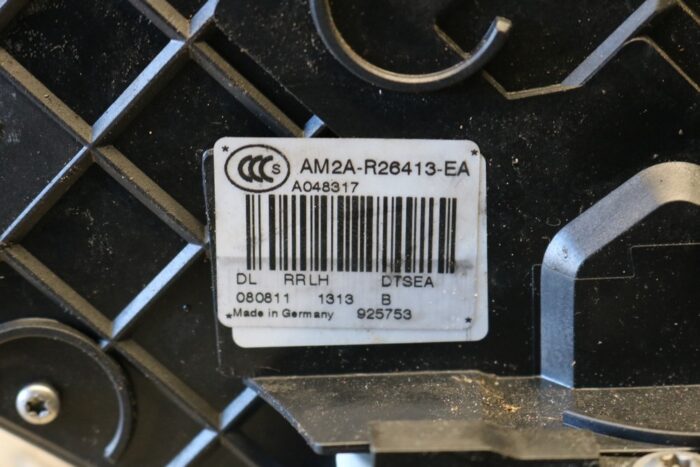 CCC S AM2A-R26413-EA
A048317
DL RR LH DTSEA
080811 1313 B
Made in Germany 925753